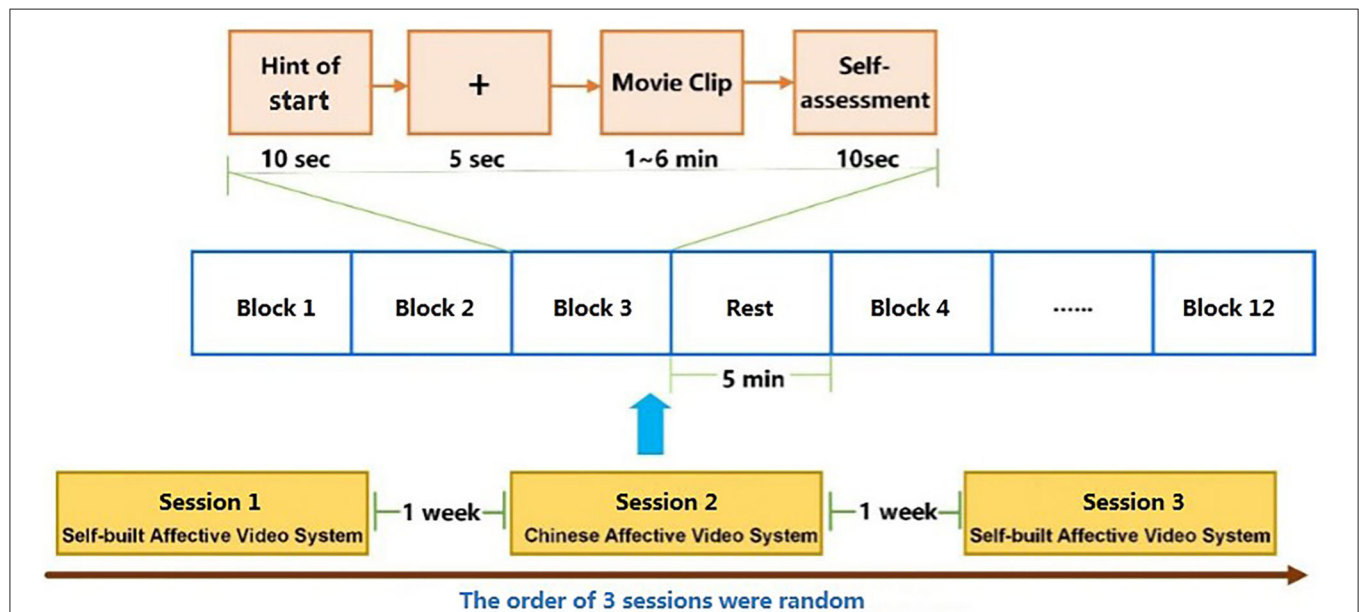 Hint of
start
+
Movie Clip
Self-
assessment
10 sec
5 sec
1~6 min
10sec
Block 1
Block 2
Block 3
Rest
Block 4
......
Block 12
5 min
Session 1
Self-built Affective Video System
1 week
Session 2
Chinese Affective Video System
1 week
Session 3
Self-built Affective Video System
The order of 3 sessions were random